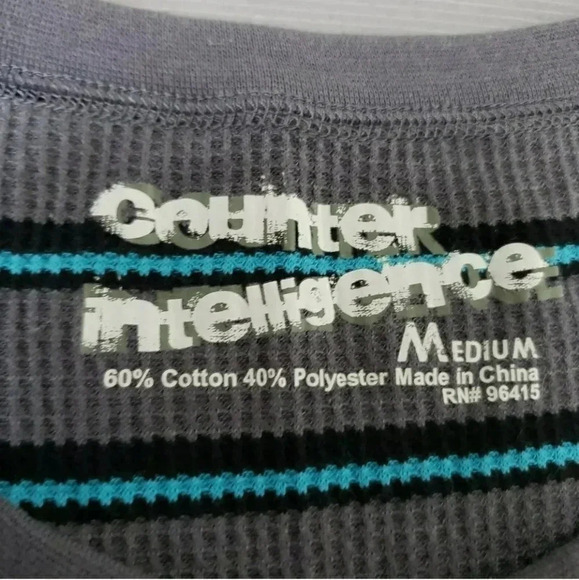 Counter
intelligence
MEDIUM
60% Cotton 40% Polyester Made in China
RN# 96415